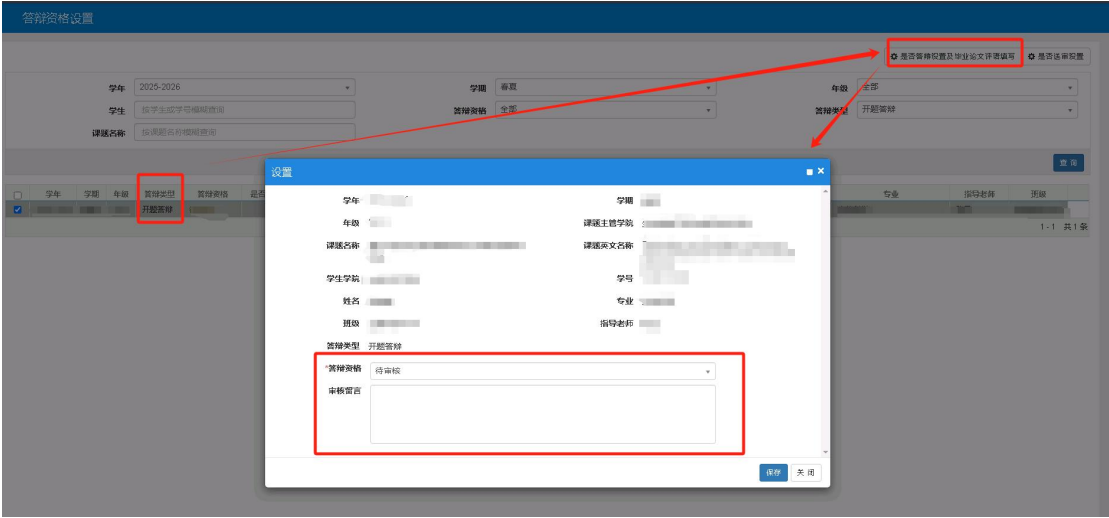 答辩资格设置
是否答辩设置及毕业论文评语填写 是否送审设置
学年 2025-2026 学期 春夏 年级 全部
学生 按学生或学号模糊查询 答辩资格 全部 答辩类型 开题答辩
课题名称 按课题名称模糊查询
查 询
设置
学年 学期 年级 答辩类型 答辩资格 是否 专业 指导老师 班级
开题答辩
1 - 1 共 1 条
学年 学期
年级 课题主管学院
课题名称 课题英文名称
学生学院 学号
姓名 专业
班级 指导老师
答辩类型 开题答辩
*答辩资格 待审核
审核留言
保存 关 闭